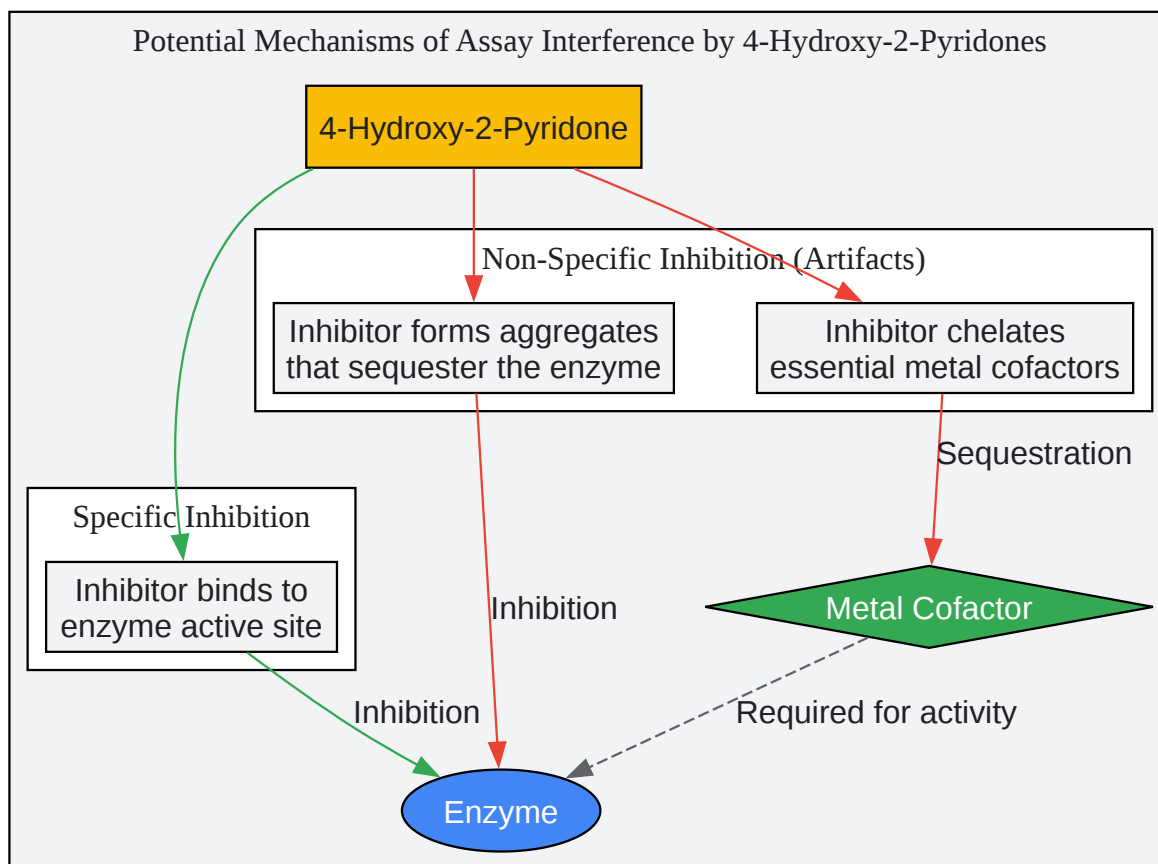 Potential Mechanisms of Assay Interference by 4-Hydroxy-2-Pyridones
4-Hydroxy-2-Pyridone
Non-Specific Inhibition (Artifacts)
Inhibitor forms aggregates
that sequester the enzyme
Inhibitor chelates
essential metal cofactors
Sequestration
Specific Inhibition
Inhibitor binds to
enzyme active site
Inhibition
Metal Cofactor
Inhibition
Required for activity
Enzyme